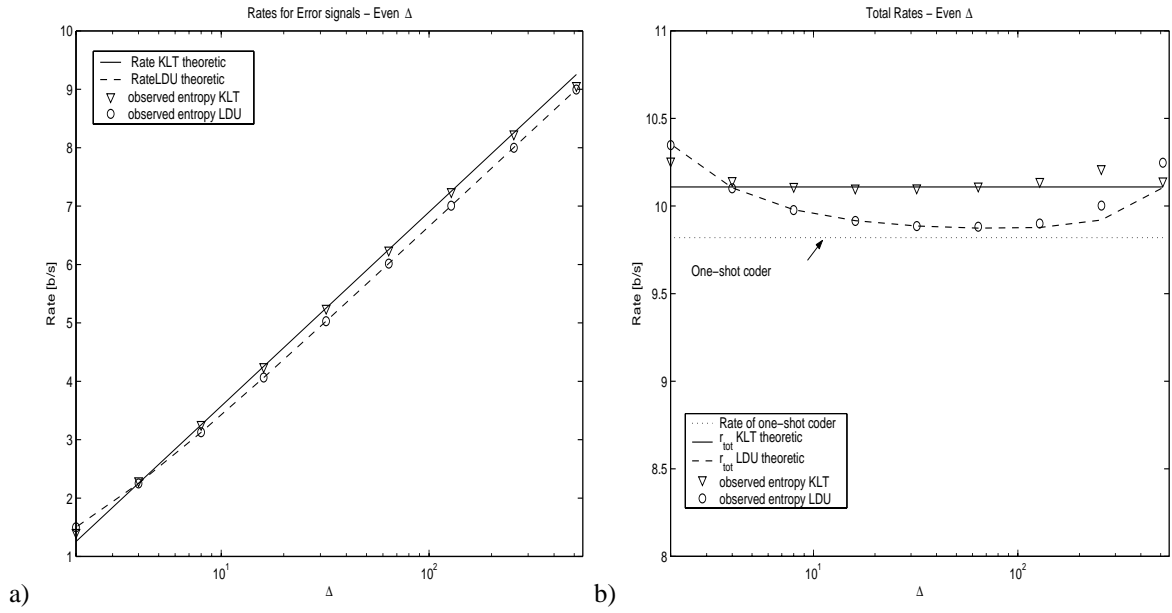 Rates for Error signals − Even Δ
10
9
8
7
6
5
4
3
2
1
Rate [b/s]
10^1
10^2
Δ
Rate KLT theoretic
RateLDU theoretic
observed entropy KLT
observed entropy LDU
a)
Total Rates − Even Δ
11
10.5
10
9.5
9
8.5
8
Rate [b/s]
10^1
10^2
Δ
One−shot coder
Rate of one−shot coder
r_tot KLT theoretic
r_tot LDU theoretic
observed entropy KLT
observed entropy LDU
b)